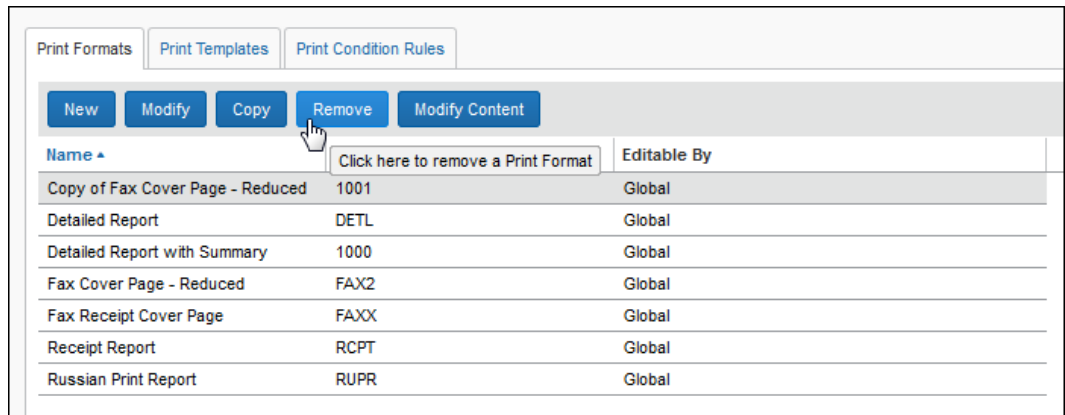 Print Formats Print Templates Print Condition Rules
New Modify Copy Remove Modify Content
Name Editable By
Click here to remove a Print Format
Copy of Fax Cover Page - Reduced 1001 Global
Detailed Report DETL Global
Detailed Report with Summary 1000 Global
Fax Cover Page - Reduced FAX2 Global
Fax Receipt Cover Page FAXX Global
Receipt Report RCPT Global
Russian Print Report RUPR Global